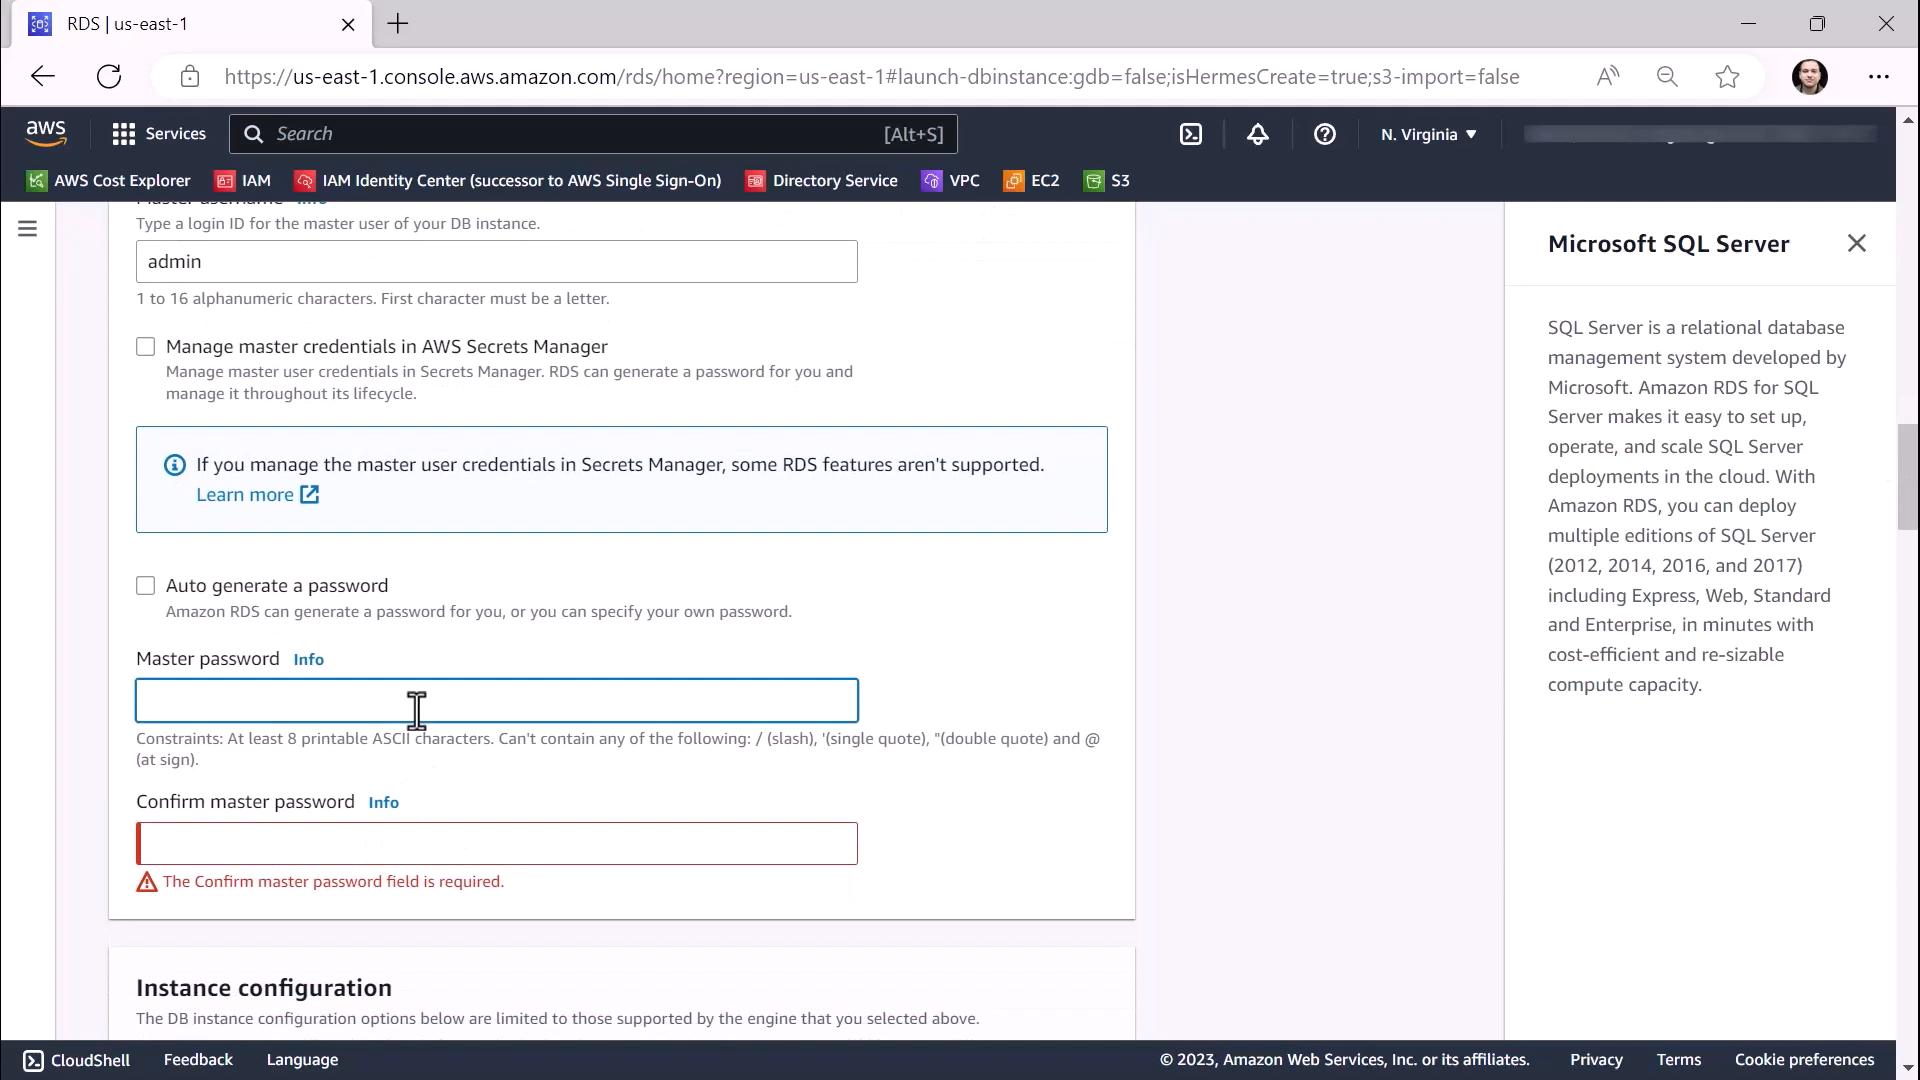 RDS | us-east-1
https://us-east-1.console.aws.amazon.com/rds/home?region=us-east-1#launch-dbinstance:gdb=false;isHermesCreate=true;s3-import=false
aws
Services
Search
[Alt+S]
N. Virginia
AWS Cost Explorer
IAM
IAM Identity Center (successor to AWS Single Sign-On)
Directory Service
VPC
EC2
S3
Type a login ID for the master user of your DB instance.
admin
1 to 16 alphanumeric characters. First character must be a letter.
Manage master credentials in AWS Secrets Manager
Manage master user credentials in Secrets Manager. RDS can generate a password for you and
manage it throughout its lifecycle.
If you manage the master user credentials in Secrets Manager, some RDS features aren't supported.
Learn more
Auto generate a password
Amazon RDS can generate a password for you, or you can specify your own password.
Master password Info
Constraints: At least 8 printable ASCII characters. Can't contain any of the following: / (slash), '(single quote), "(double quote) and @
(at sign).
Confirm master password Info
The Confirm master password field is required.
Instance configuration
The DB instance configuration options below are limited to those supported by the engine that you selected above.
Microsoft SQL Server
SQL Server is a relational database
management system developed by
Microsoft. Amazon RDS for SQL
Server makes it easy to set up,
operate, and scale SQL Server
deployments in the cloud. With
Amazon RDS, you can deploy
multiple editions of SQL Server
(2012, 2014, 2016, and 2017)
including Express, Web, Standard
and Enterprise, in minutes with
cost-efficient and re-sizable
compute capacity.
CloudShell
Feedback
Language
© 2023, Amazon Web Services, Inc. or its affiliates.
Privacy
Terms
Cookie preferences